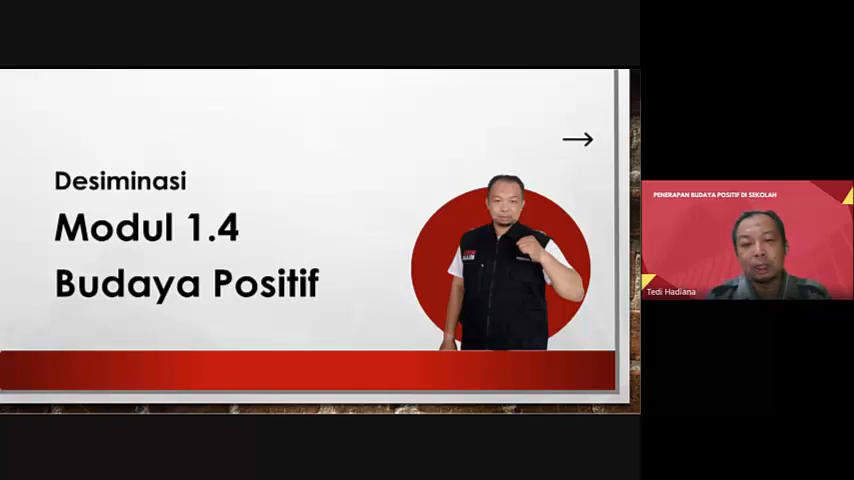 Desiminasi
Modul 1.4
Budaya Positif
PENERAPAN BUDAYA POSITIF DI SEKOLAH
Tedi Hadiana